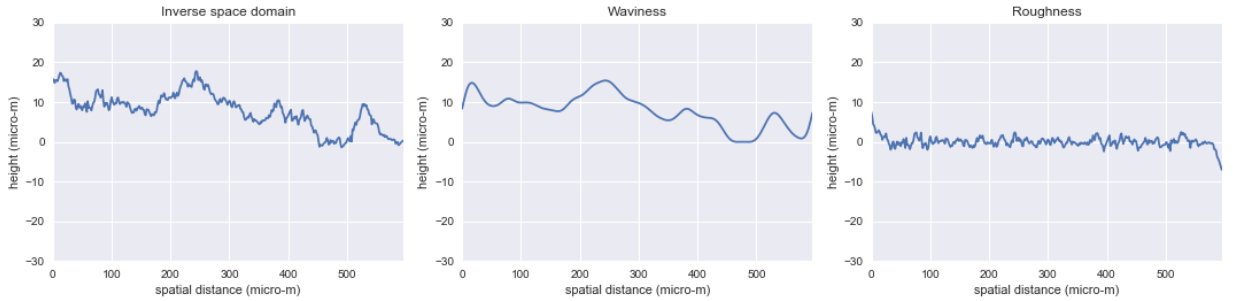 Inverse space domain
30
20
10
0
−10
−20
−30
height (micro-m)
0 100 200 300 400 500
spatial distance (micro-m)
Waviness
30
20
10
0
−10
−20
−30
height (micro-m)
0 100 200 300 400 500
spatial distance (micro-m)
Roughness
30
20
10
0
−10
−20
−30
height (micro-m)
0 100 200 300 400 500
spatial distance (micro-m)